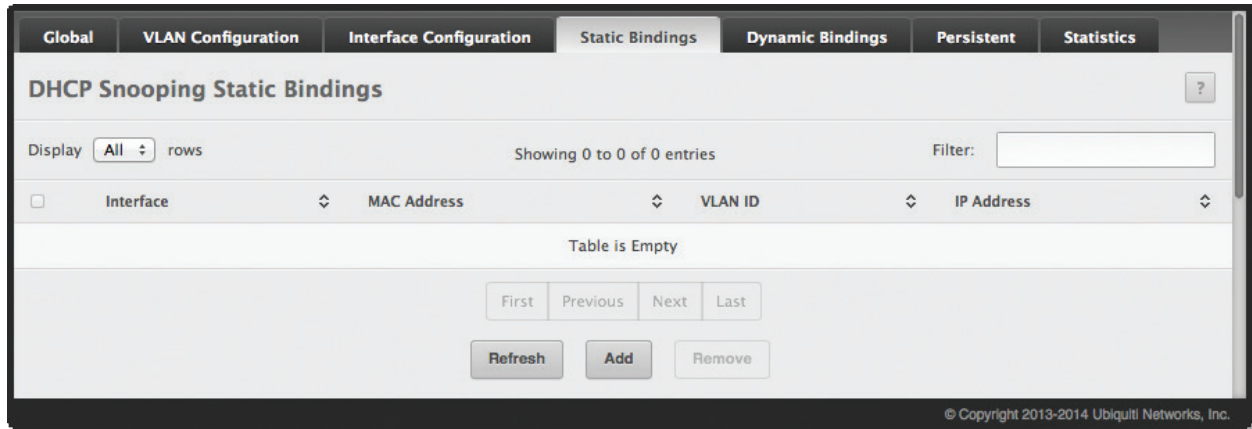 Global VLAN Configuration Interface Configuration Static Bindings Dynamic Bindings Persistent Statistics
DHCP Snooping Static Bindings ?
Display All rows Showing 0 to 0 of 0 entries Filter:
Interface MAC Address VLAN ID IP Address
Table is Empty
First Previous Next Last
Refresh Add Remove
© Copyright 2013-2014 Ubiquiti Networks, Inc.